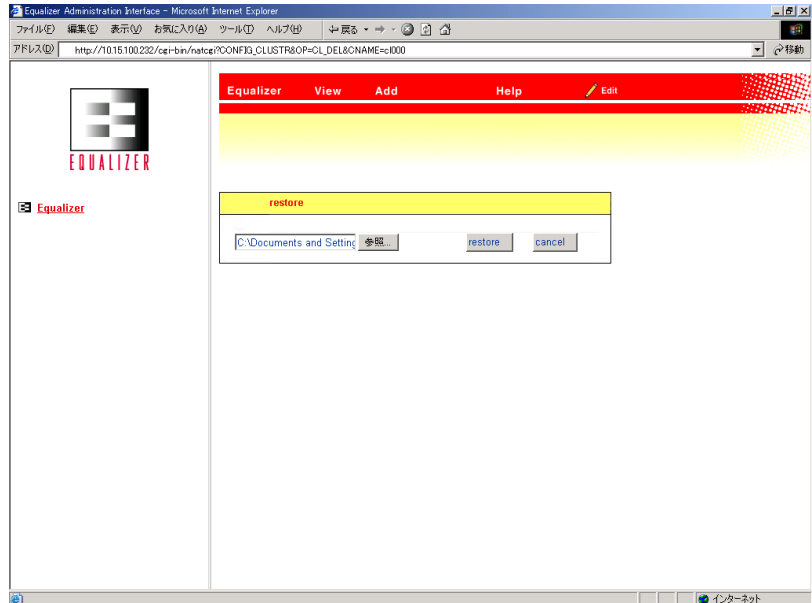 Equalizer Administration Interface - Microsoft Internet Explorer
ファイル(F) 編集(E) 表示(V) お気に入り(A) ツール(T) ヘルプ(H) 戻る
アドレス(D) http://10.15.100.232/cgi-bin/natcgi?CONFIG_CLUSTR&OP=CL_DEL&CNAME=cl000 移動
Equalizer View Add Help Edit
EQUALIZER
Equalizer
restore
C:\Documents and Setting 参照... restore cancel
インターネット